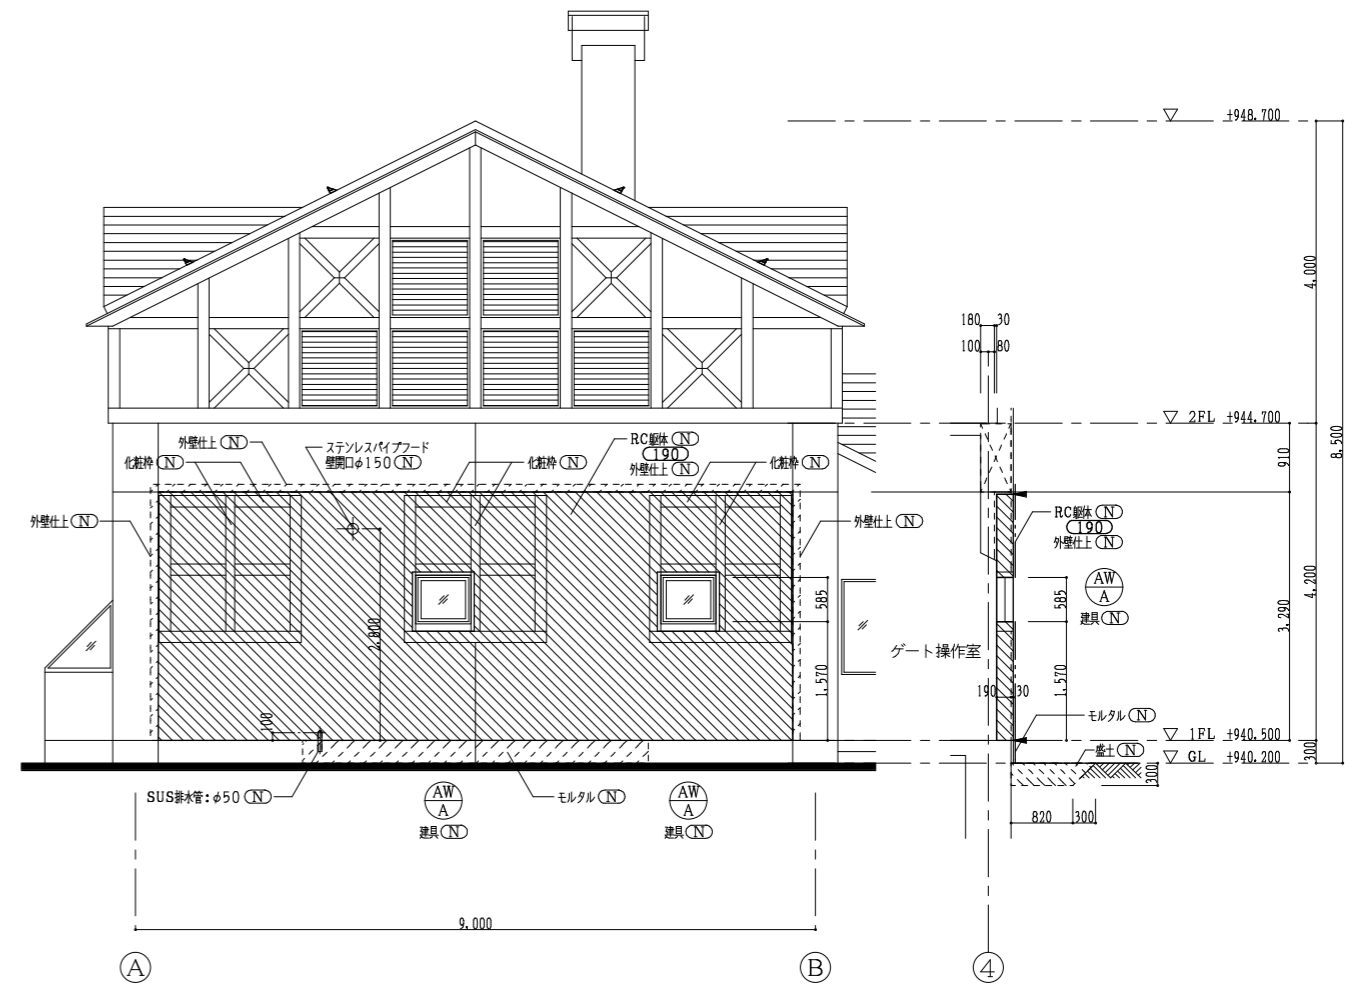 +948.700
4.000
180 30
100 80
2FL +944.700
8.500
外壁仕上 N
ステンレスパイプフード
壁開口φ150 N
RC躯体 N
190
外壁仕上 N
化粧枠 N
化粧枠 N
化粧枠 N
910
外壁仕上 N
外壁仕上 N
RC躯体 N
190
外壁仕上 N
585
585
AW
A
建具 N
4.200
3.290
2.800
ゲート操作室
1.570
190 30
1.570
100
モルタル N
1FL +940.500
盛土 N
GL +940.200
300
300
SUS排水管:φ50 N
AW
A
建具 N
モルタル N
AW
A
建具 N
820 300
9.000
A
B
4